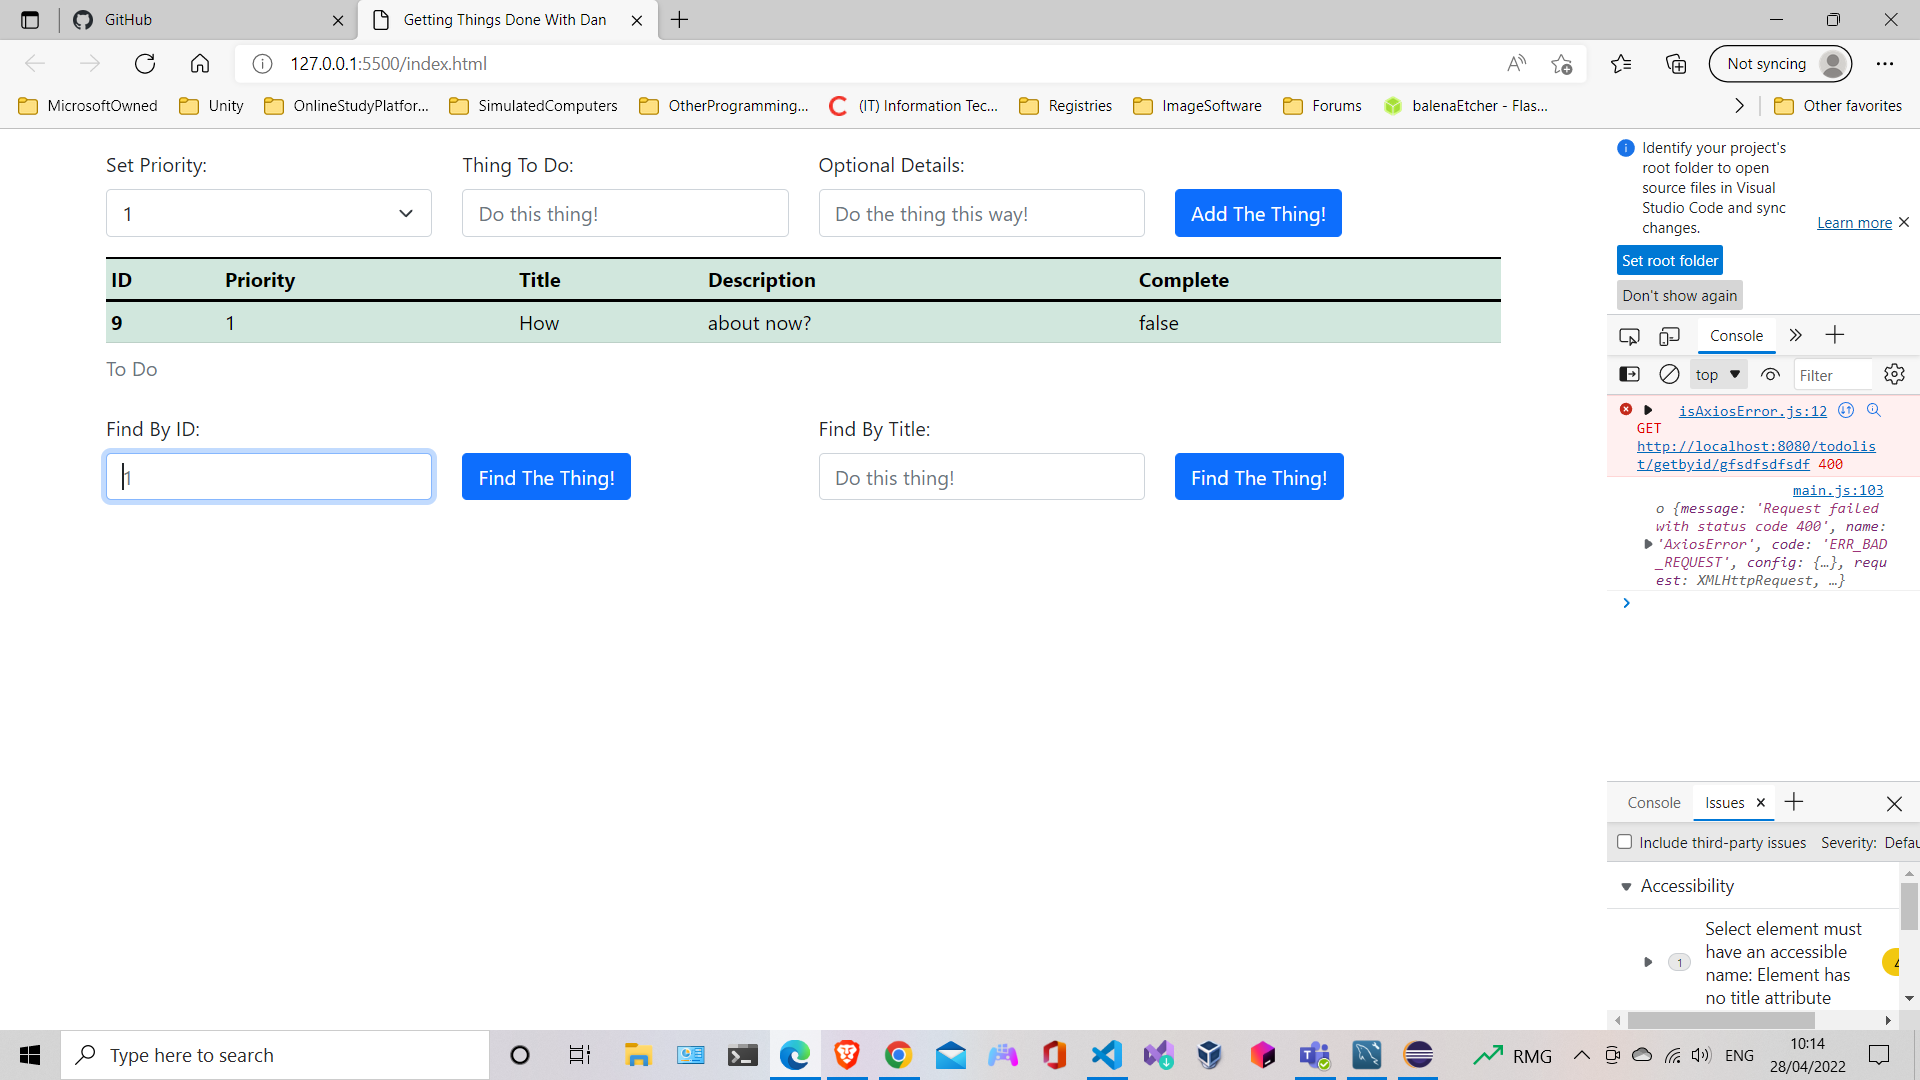 GitHub
Getting Things Done With Dan
127.0.0.1:5500/index.html
Not syncing
MicrosoftOwned
Unity
OnlineStudyPlatfor...
SimulatedComputers
OtherProgramming...
(IT) Information Tec...
Registries
ImageSoftware
Forums
balenaEtcher - Flas...
Other favorites
Set Priority:
Thing To Do:
Optional Details:
1
Do this thing!
Do the thing this way!
Add The Thing!
ID Priority Title Description Complete
9 1 How about now? false
To Do
Find By ID:
Find By Title:
1
Find The Thing!
Do this thing!
Find The Thing!
Identify your project's
root folder to open
source files in Visual
Studio Code and sync
changes.
Learn more
Set root folder
Don't show again
Console
top
Filter
isAxiosError.js:12
GET
http://localhost:8080/todolis
t/getbyid/gfsdfsdfsdf 400
main.js:103
o {message: 'Request failed
with status code 400', name:
'AxiosError', code: 'ERR_BAD
_REQUEST', config: {…}, requ
est: XMLHttpRequest, …}
Console
Issues
Include third-party issues
Severity: Defau
Accessibility
1
Select element must
have an accessible
name: Element has
no title attribute
Type here to search
RMG
ENG
10:14
28/04/2022